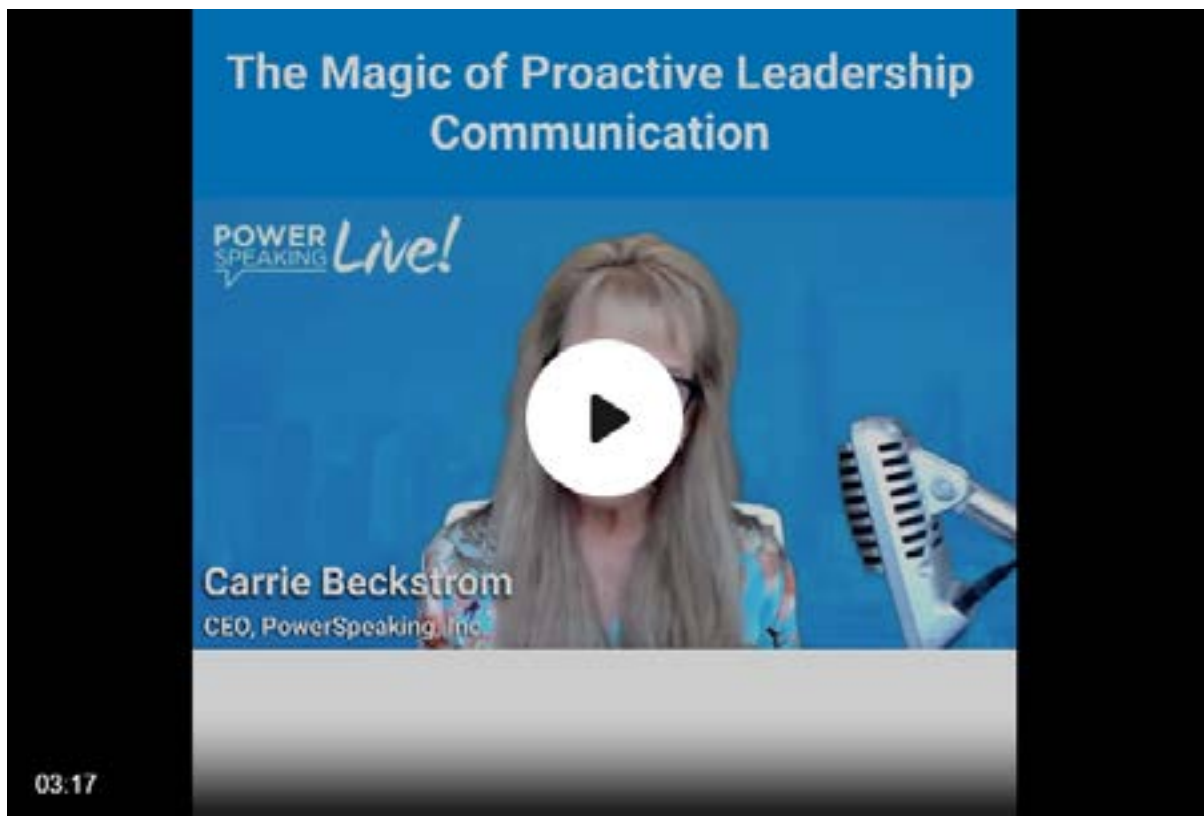 The Magic of Proactive Leadership
Communication
POWER
SPEAKING
Live!
Carrie Beckstrom
CEO, PowerSpeaking, Inc.
03:17